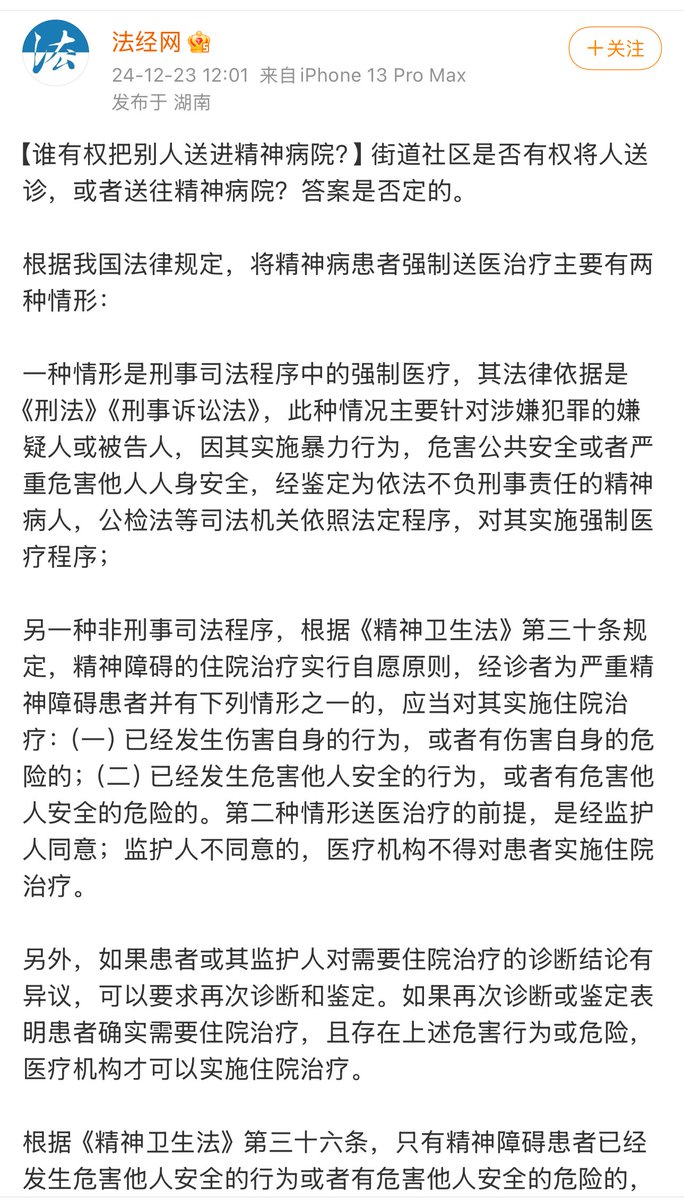 法
法经网
24-12-23 12:01 来自iPhone 13 Pro Max
发布于 湖南
+关注
【谁有权把别人送进精神病院?】街道社区是否有权将人送
诊，或者送往精神病院？答案是否定的。
根据我国法律规定，将精神病患者强制送医治疗主要有两
种情形：
一种情形是刑事司法程序中的强制医疗，其法律依据是
《刑法》《刑事诉讼法》，此种情况主要针对涉嫌犯罪的嫌
疑人或被告人，因其实施暴力行为，危害公共安全或者严
重危害他人人身安全，经鉴定为依法不负刑事责任的精神
病人，公检法等司法机关依照法定程序，对其实施强制医
疗程序；
另一种非刑事司法程序，根据《精神卫生法》第三十条规
定，精神障碍的住院治疗实行自愿原则，经诊者为严重精
神障碍患者并有下列情形之一的，应当对其实施住院治
疗：(一) 已经发生伤害自身的行为，或者有伤害自身的危
险的；(二) 已经发生危害他人安全的行为，或者有危害他
人安全的危险的。第二种情形送医治疗的前提，是经监护
人同意；监护人不同意的，医疗机构不得对患者实施住院
治疗。
另外，如果患者或其监护人对需要住院治疗的诊断结论有
异议，可以要求再次诊断和鉴定。如果再次诊断或鉴定表
明患者确实需要住院治疗，且存在上述危害行为或危险，
医疗机构才可以实施住院治疗。
根据《精神卫生法》第三十六条，只有精神障碍患者已经
发生危害他人安全的行为或者有危害他人安全的危险的，